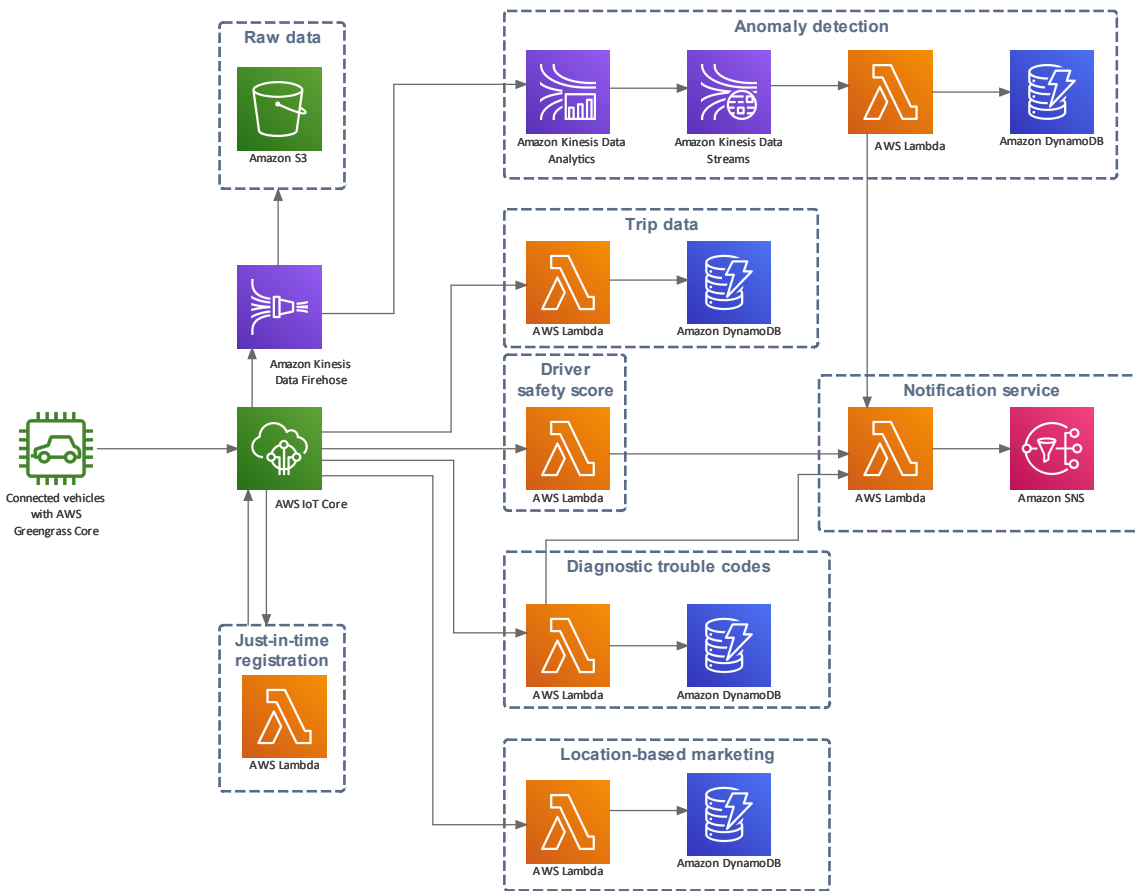 Raw data
Amazon S3
Anomaly detection
Amazon Kinesis Data
Analytics
Amazon Kinesis Data
Streams
AWS Lambda
Amazon DynamoDB
Trip data
AWS Lambda
Amazon DynamoDB
Amazon Kinesis
Data Firehose
Driver
safety score
AWS Lambda
Notification service
AWS Lambda
Amazon SNS
Connected vehicles
with AWS
Greengrass Core
AWS IoT Core
Diagnostic trouble codes
AWS Lambda
Amazon DynamoDB
Just-in-time
registration
AWS Lambda
Location-based marketing
AWS Lambda
Amazon DynamoDB